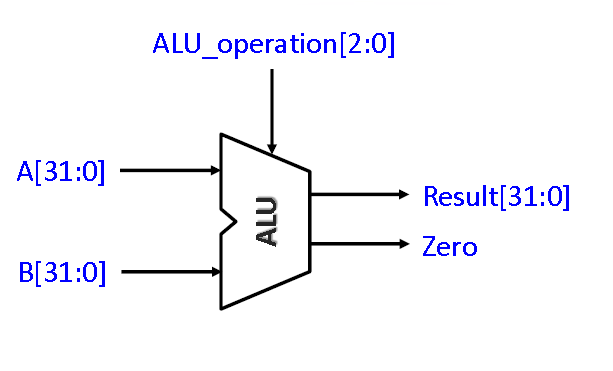 ALU_operation[2:0]
A[31:0]
ALU
Result[31:0]
Zero
B[31:0]